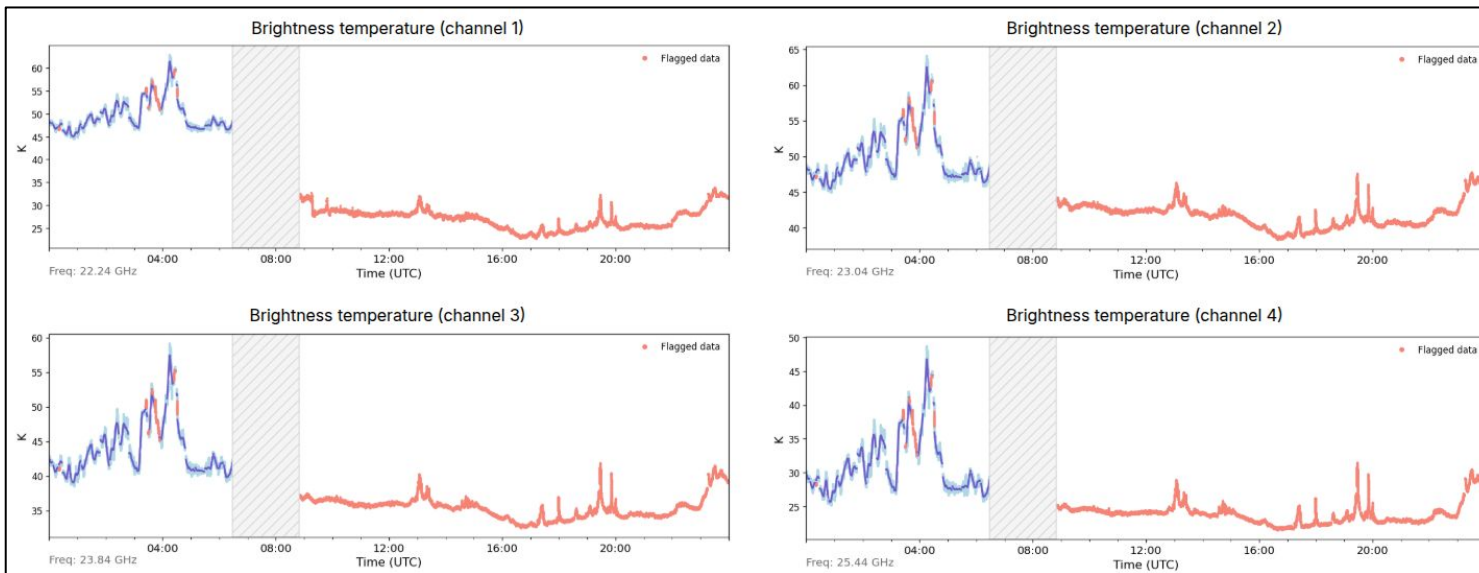 Brightness temperature (channel 1)
K
60
55
50
45
40
35
30
25
Flagged data
04:00 08:00 12:00 16:00 20:00
Freq: 22.24 GHz
Time (UTC)
Brightness temperature (channel 2)
K
65
60
55
50
45
40
Flagged data
04:00 08:00 12:00 16:00 20:00
Freq: 23.04 GHz
Time (UTC)
Brightness temperature (channel 3)
K
60
55
50
45
40
35
Flagged data
04:00 08:00 12:00 16:00 20:00
Freq: 23.84 GHz
Time (UTC)
Brightness temperature (channel 4)
K
50
45
40
35
30
25
Flagged data
04:00 08:00 12:00 16:00 20:00
Freq: 25.44 GHz
Time (UTC)